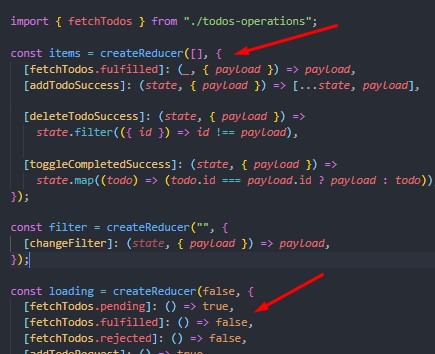 import { fetchTodos } from "./todos-operations";
const items = createReducer([], {
[fetchTodos.fulfilled]: (_, { payload }) => payload,
[addTodoSuccess]: (state, { payload }) => [...state, payload],
[deleteTodoSuccess]: (state, { payload }) =>
state.filter(({ id }) => id !== payload),
[toggleCompletedSuccess]: (state, { payload }) =>
state.map((todo) => (todo.id === payload.id ? payload : todo))
});
const filter = createReducer("", {
[changeFilter]: (state, { payload }) => payload,
});
const loading = createReducer(false, {
[fetchTodos.pending]: () => true,
[fetchTodos.fulfilled]: () => false,
[fetchTodos.rejected]: () => false,
[addTodoRequest]: () => true,